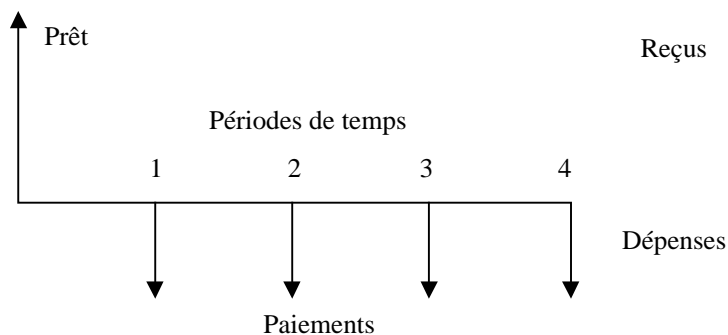 Prêt
Reçus
Périodes de temps
1 2 3 4
Dépenses
Paiements